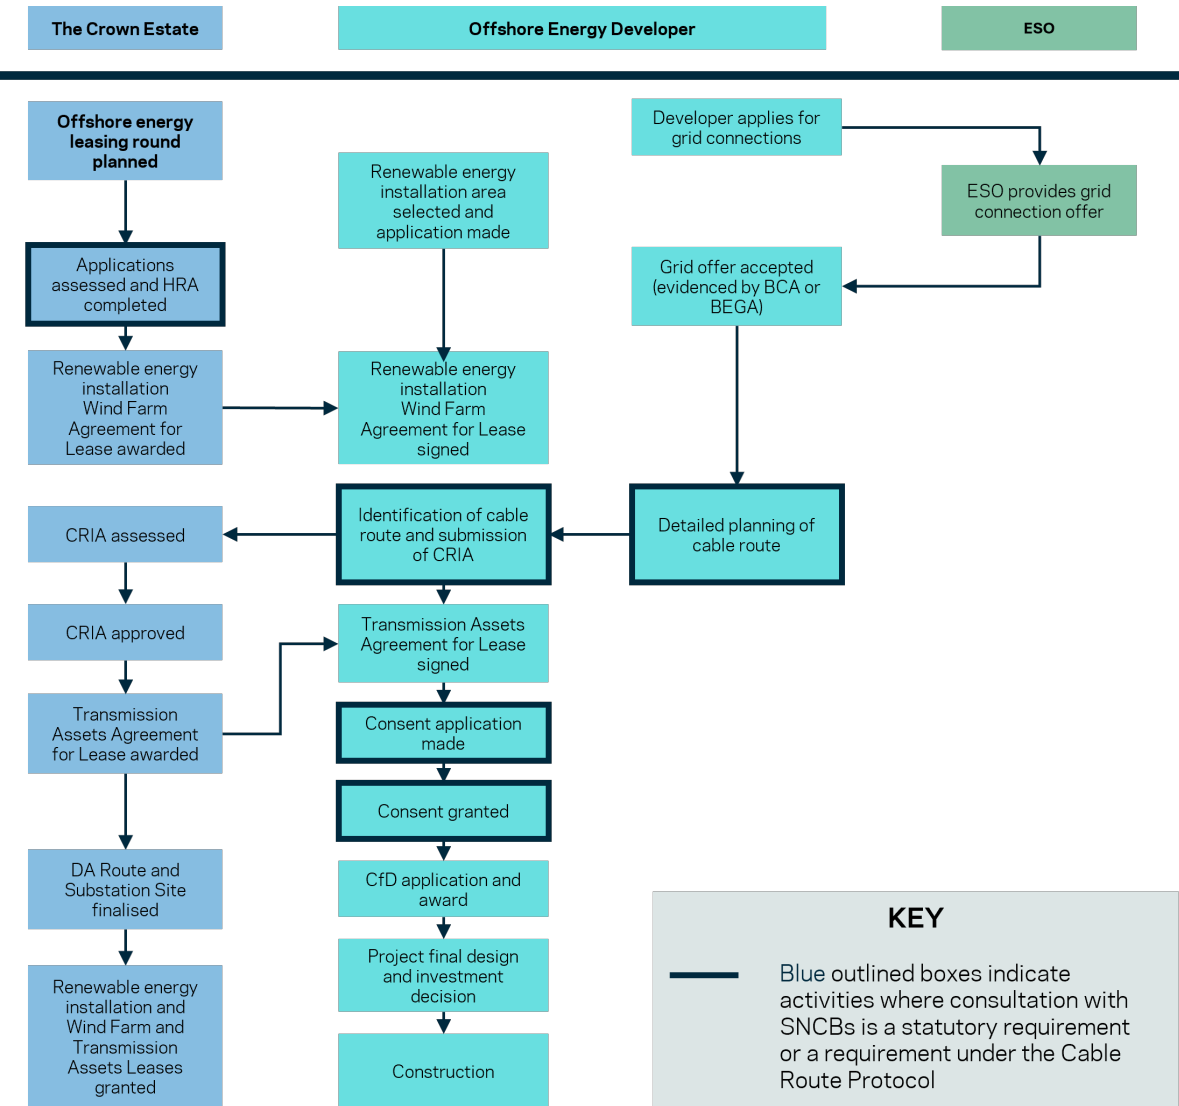 The Crown Estate
Offshore Energy Developer
ESO
Offshore energy
leasing round
planned
Applications
assessed and HRA
completed
Renewable energy
installation
Wind Farm
Agreement for
Lease awarded
CRIA assessed
CRIA approved
Transmission
Assets Agreement
for Lease awarded
DA Route and
Substation Site
finalised
Renewable energy
installation and
Wind Farm and
Transmission
Assets Leases
granted
Renewable energy
installation area
selected and
application made
Renewable energy
installation
Wind Farm
Agreement for Lease
signed
Identification of cable
route and submission
of CRIA
Transmission Assets
Agreement for Lease
signed
Consent application
made
Consent granted
CfD application and
award
Project final design
and investment
decision
Construction
Developer applies for
grid connections
Grid offer accepted
(evidenced by BCA or
BEGA)
Detailed planning of
cable route
ESO provides grid
connection offer
KEY
Blue outlined boxes indicate
activities where consultation with
SNCBs is a statutory requirement
or a requirement under the Cable
Route Protocol